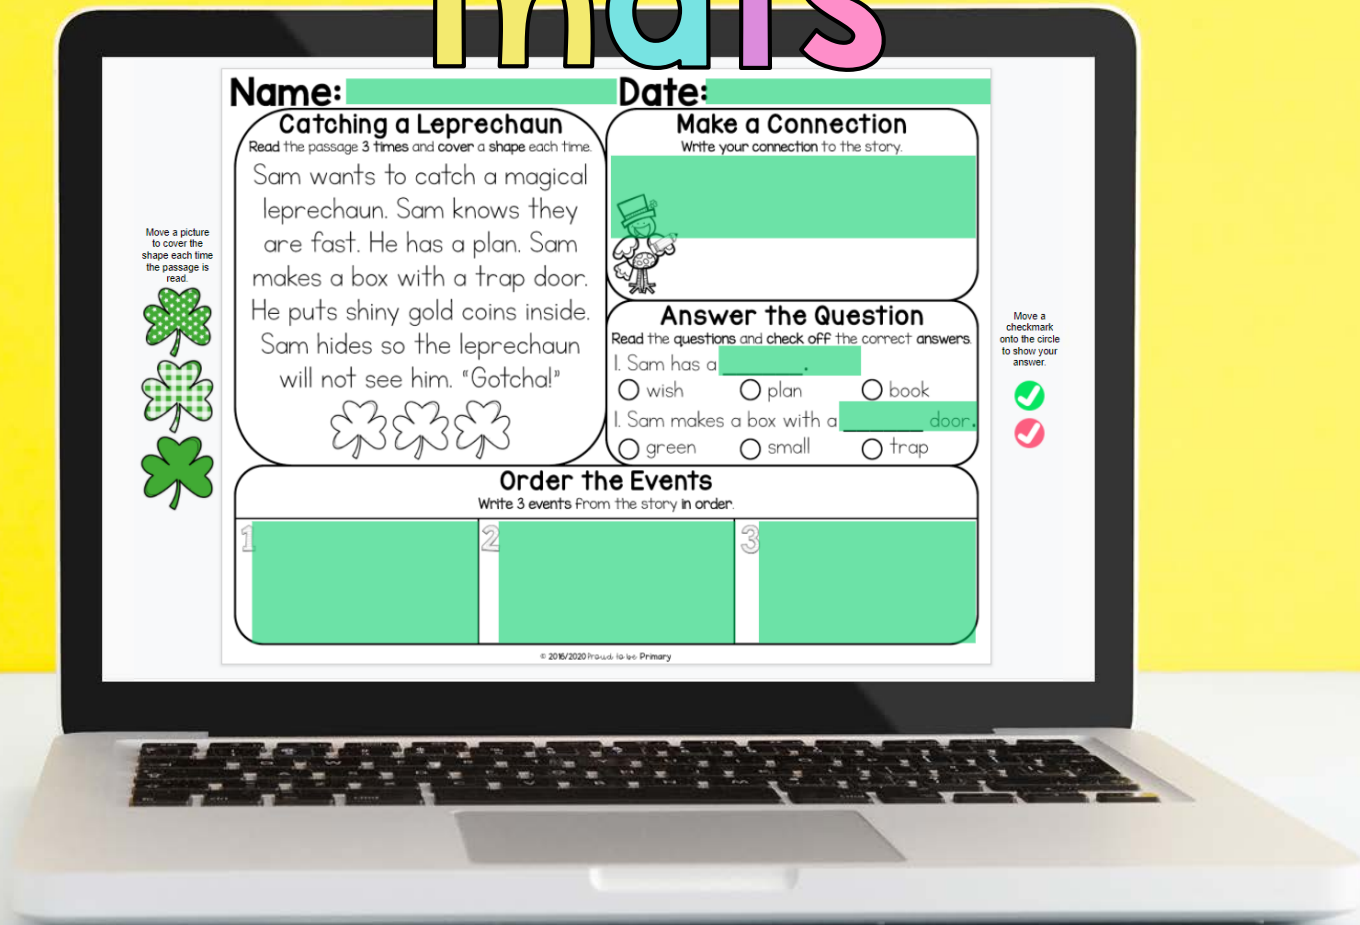 Name:
Date:
Catching a Leprechaun
Read the passage 3 times and cover a shape each time.
Sam wants to catch a magical
leprechaun. Sam knows they
are fast. He has a plan. Sam
makes a box with a trap door.
He puts shiny gold coins inside.
Sam hides so the leprechaun
will not see him. "Gotcha!"
Make a Connection
Write your connection to the story.
Answer the Question
Read the questions and check off the correct answers.
1. Sam has a ________.
wish plan book
1. Sam makes a box with a ________ door.
green small trap
Order the Events
Write 3 events from the story in order.
1 2 3
© 2016/2020 Proud to be Primary
Move a picture
to cover the
shape each time
the passage is
read.
Move a
checkmark
onto the circle
to show your
answer.